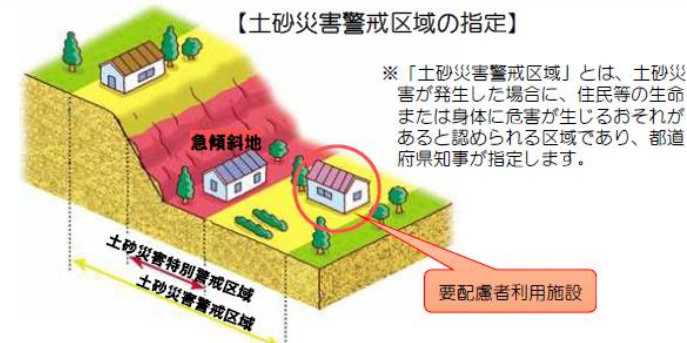 【土砂災害警戒区域の指定】
※「土砂災害警戒区域」とは、土砂災
害が発生した場合に、住民等の生命
または身体に危害が生じるおそれが
あると認められる区域であり、都道
府県知事が指定します。
急傾斜地
土砂災害特別警戒区域
土砂災害警戒区域
要配慮者利用施設